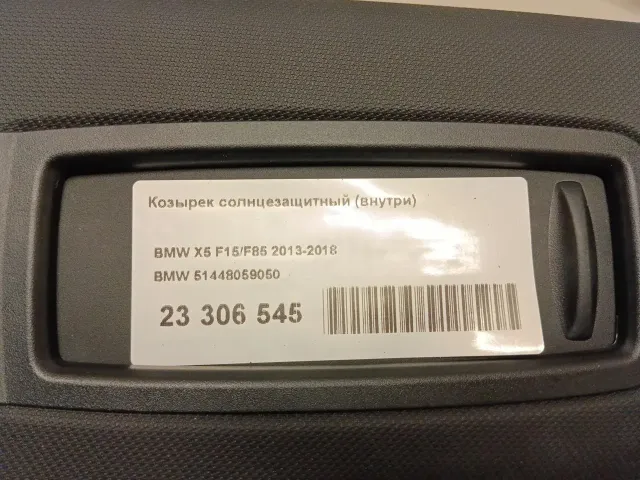 Козырек солнцезащитный (внутри)
BMW X5 F15/F85 2013-2018
BMW 51448059050
23 306 545